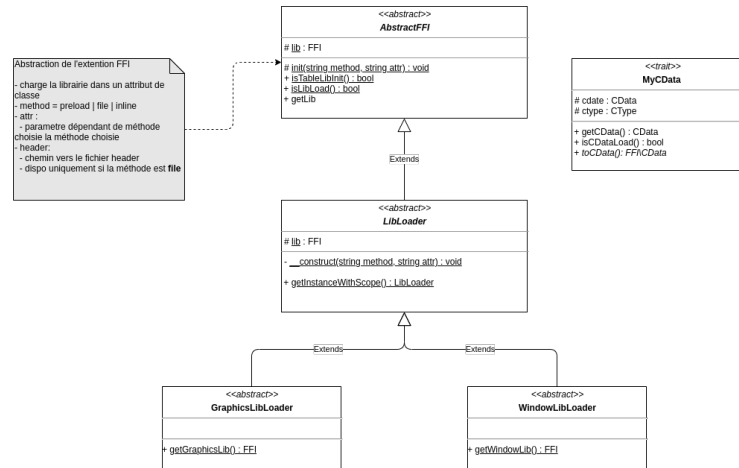 Abstraction de l'extention FFI
- charge la librairie dans un attribut de
classe
- method = preload | file | inline
- attr :
- parametre dépendant de méthode
choisie la méthode choisie
- header:
- chemin vers le fichier header
- dispo uniquement si la méthode est file
<<abstract>>
AbstractFFI
# lib : FFI
# init(string method, string attr) : void
+ isTableLibInit() : bool
+ isLibLoad() : bool
+ getLib
<<trait>>
MyCData
# cdate : CData
# ctype : CType
+ getCData() : CData
+ isCDataLoad() : bool
+ toCData(): FFI\CData
Extends
<<abstract>>
LibLoader
# lib : FFI
- __construct(string method, string attr) : void
+ getInstanceWithScope() : LibLoader
Extends
Extends
<<abstract>>
GraphicsLibLoader
+ getGraphicsLib() : FFI
<<abstract>>
WindowLibLoader
+ getWindowLib() : FFI